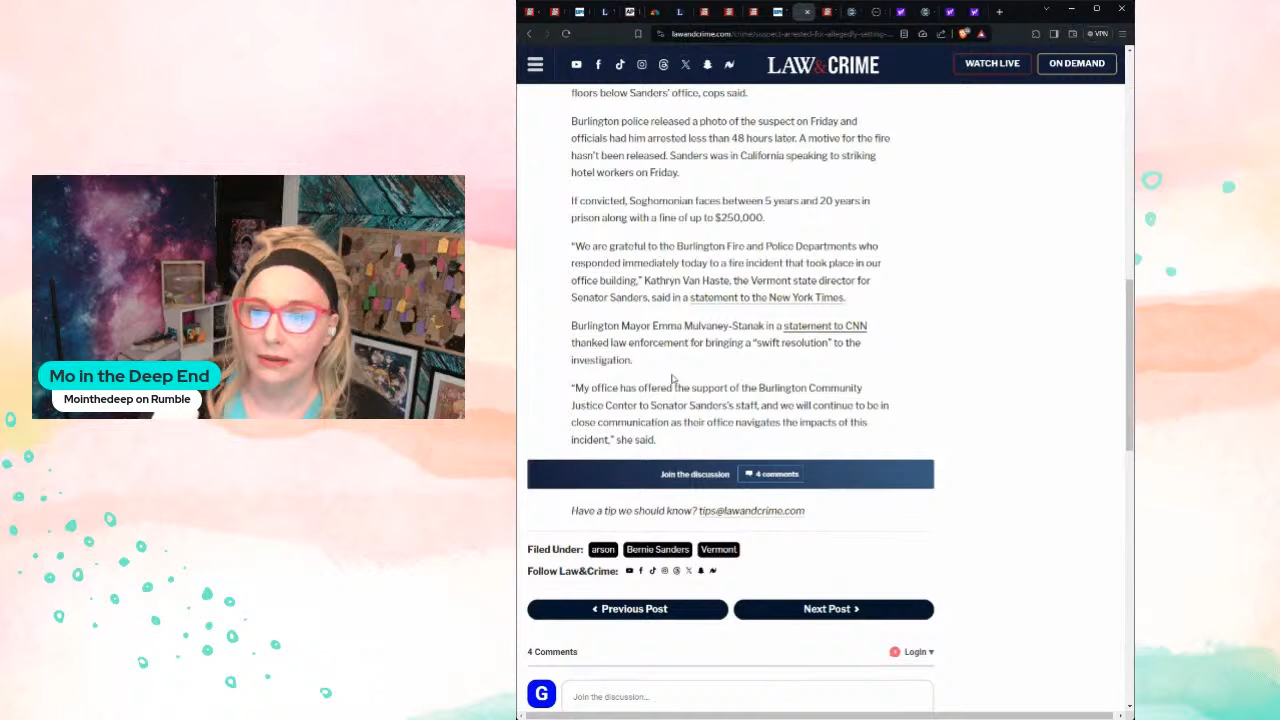 VPN
lawandcrime.com/crime/suspect-arrested-for-allegedly-setting-...
LAW&CRIME
WATCH LIVE
ON DEMAND
floors below Sanders' office, cops said.
Burlington police released a photo of the suspect on Friday and
officials had him arrested less than 48 hours later. A motive for the fire
hasn't been released. Sanders was in California speaking to striking
hotel workers on Friday.
If convicted, Soghomonian faces between 5 years and 20 years in
prison along with a fine of up to $250,000.
"We are grateful to the Burlington Fire and Police Departments who
responded immediately today to a fire incident that took place in our
office building," Kathryn Van Haste, the Vermont state director for
Senator Sanders, said in a statement to the New York Times.
Burlington Mayor Emma Mulvaney-Stanak in a statement to CNN
thanked law enforcement for bringing a "swift resolution" to the
investigation.
"My office has offered the support of the Burlington Community
Justice Center to Senator Sanders's staff, and we will continue to be in
close communication as their office navigates the impacts of this
incident," she said.
Join the discussion 4 comments
Have a tip we should know? tips@lawandcrime.com
Filed Under: arson Bernie Sanders Vermont
Follow Law&Crime:
< Previous Post
Next Post >
4 Comments
Login
G
Join the discussion...
Mo in the Deep End
Mointhedeep on Rumble